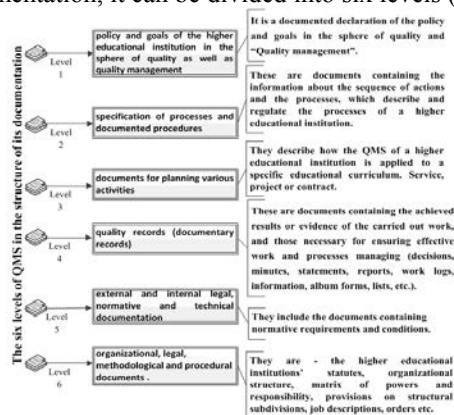 mentation, it can be divided into six levels (
The six levels of QMS in the structure of its documentation
Level
1
policy and goals of the higher
educational institution in the
sphere of quality as well as
quality management
It is a documented declaration of the policy
and goals in the sphere of quality and
“Quality management”.
Level
2
specification of processes and
documented procedures
These are documents containing the
information about the sequence of actions
and the processes, which describe and
regulate the processes of a higher
educational institution.
Level
3
documents for planning various
activities
They describe how the QMS of a higher
educational institution is applied to a
specific educational curriculum. Service,
project or contract.
Level
4
quality records (documentary
records)
These are documents containing the achieved
results or evidence of the carried out work,
and those necessary for ensuring effective
work and processes managing (decisions,
minutes, statements, reports, work logs,
information, album forms, lists, etc.).
Level
5
external and internal legal,
normative and technical
documentation
They include the documents containing
normative requirements and conditions.
Level
6
organizational, legal,
methodological and procedural
documents .
They are - the higher educational
institutions’ statutes, organizational
structure, matrix of powers and
responsibility, provisions on structural
subdivisions, job descriptions, orders etc.